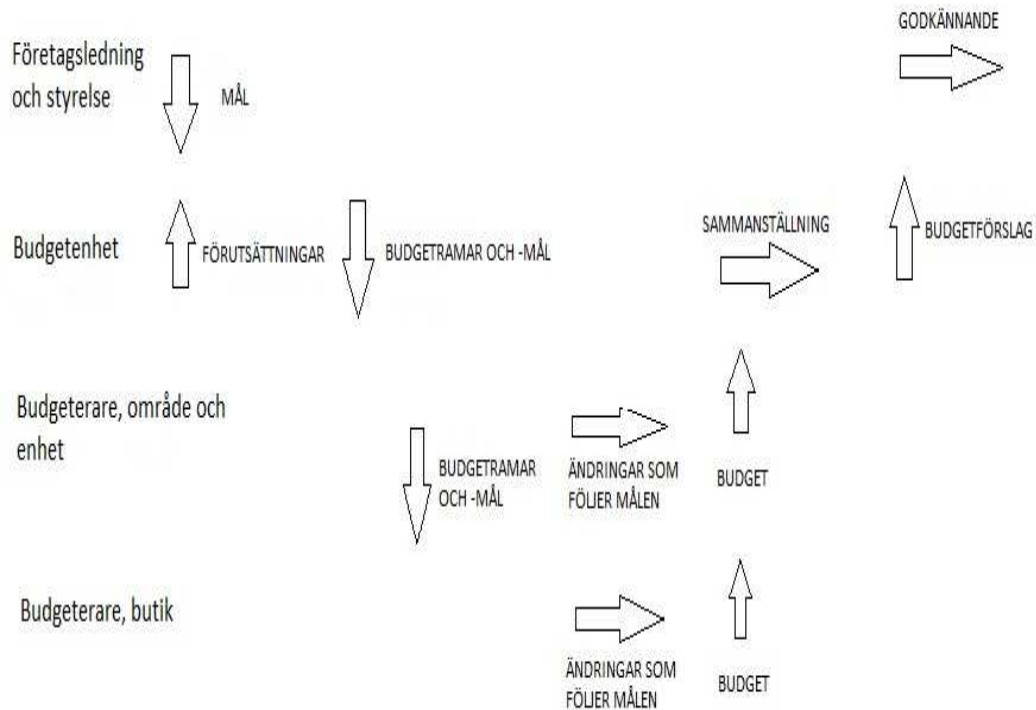 GODKÄNNANDE
Företagsledning
och styrelse
MÅL
Budgetenhet
FÖRUTSÄTTNINGAR
BUDGETRAMAR OCH -MÅL
SAMMANSTÄLLNING
BUDGETFÖRSLAG
Budgeterare, område och
enhet
BUDGETRAMAR
OCH -MÅL
ÄNDRINGAR SOM
FÖLJER MÅLEN
BUDGET
Budgeterare, butik
ÄNDRINGAR SOM
FÖLJER MÅLEN
BUDGET